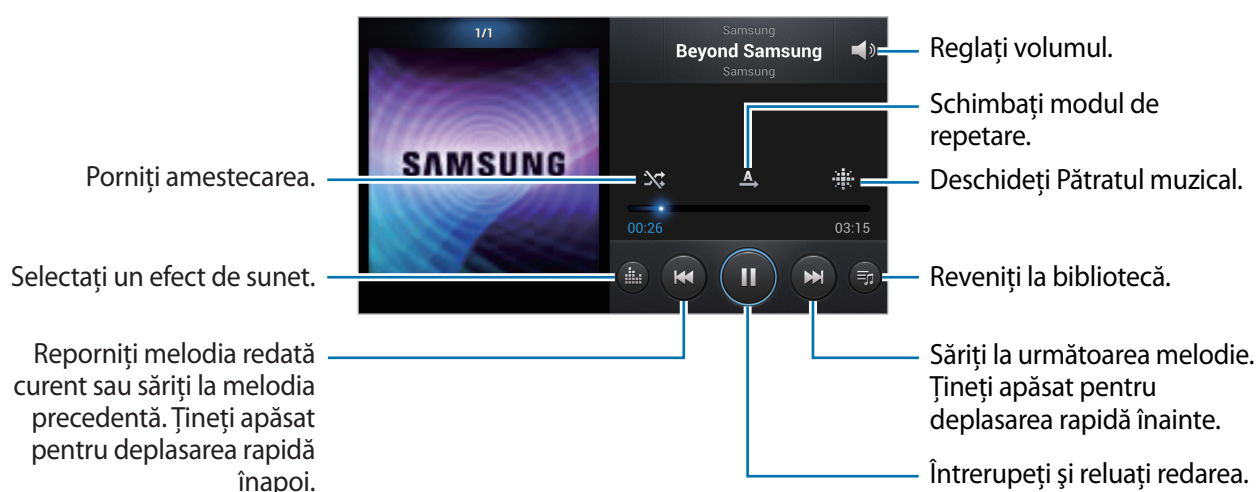 1/1
Samsung
Beyond Samsung
Samsung
SAMSUNG
A
00:26
03:15
Porniți amestecarea.
Selectați un efect de sunet.
Reporniți melodia redată
curent sau săriți la melodia
precedentă. Țineți apăsat
pentru deplasarea rapidă
înapoi.
Reglați volumul.
Schimbați modul de
repetare.
Deschideți Pătratul muzical.
Reveniți la bibliotecă.
Săriți la următoarea melodie.
Țineți apăsat pentru
deplasarea rapidă înainte.
Întrerupeți şi reluați redarea.